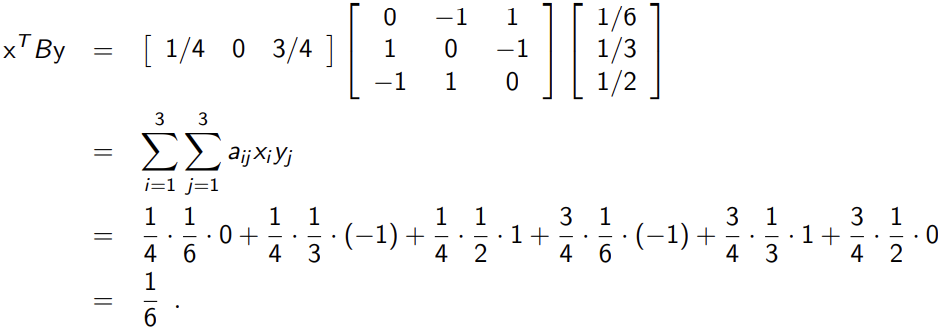 x^T By = [ 1/4 0 3/4 ] [ 0 −1 1 ; 1 0 −1 ; −1 1 0 ] [ 1/6 ; 1/3 ; 1/2 ]
= ∑_{i=1}^{3} ∑_{j=1}^{3} a_{ij} x_i y_j
= 1/4 · 1/6 · 0 + 1/4 · 1/3 · (−1) + 1/4 · 1/2 · 1 + 3/4 · 1/6 · (−1) + 3/4 · 1/3 · 1 + 3/4 · 1/2 · 0
= 1/6 .